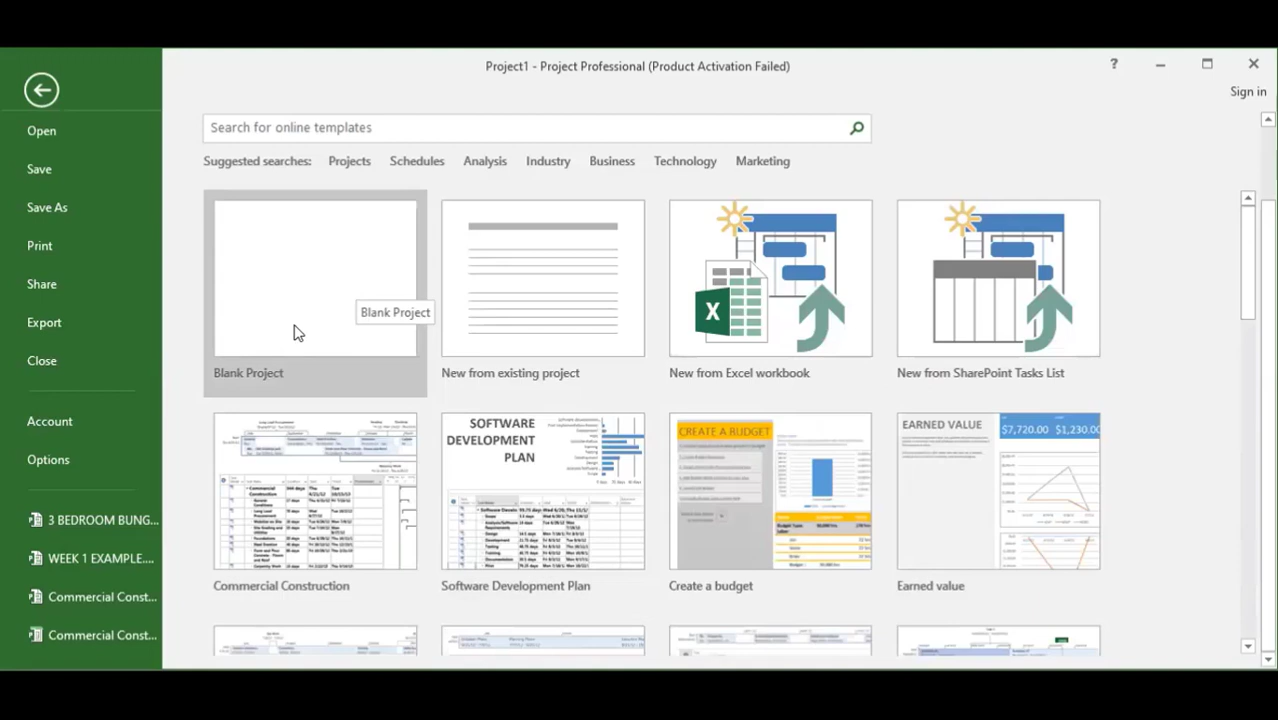 Project1 - Project Professional (Product Activation Failed)
?
Sign in
Open
Save
Save As
Print
Share
Export
Close
Account
Options
3 BEDROOM BUNG...
WEEK 1 EXAMPLE....
Commercial Const...
Commercial Const...
Search for online templates
Suggested searches: Projects Schedules Analysis Industry Business Technology Marketing
Blank Project
Blank Project
New from existing project
X
New from Excel workbook
New from SharePoint Tasks List
Commercial Construction
SOFTWARE
DEVELOPMENT
PLAN
Software Development Plan
CREATE A BUDGET
Create a budget
EARNED VALUE
$7,720.00 $1,230.0
Earned value